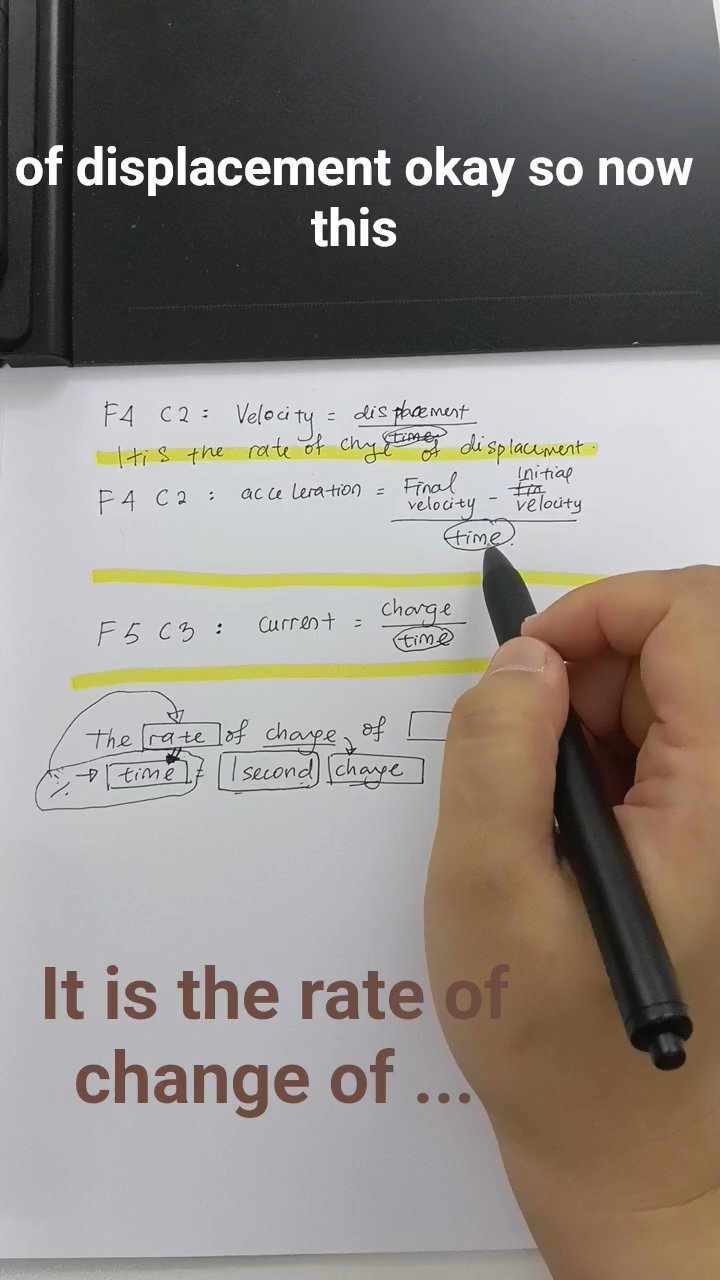 of displacement okay so now
this
F4 C2 : Velocity = displacement
time
It is the rate of chnge of displacement.
F4 C2 : acceleration = Final velocity - Initial velocity
time
F5 C3 : Current = Charge
time
The rate of change of
% → time = 1 second change
It is the rate of
change of ...